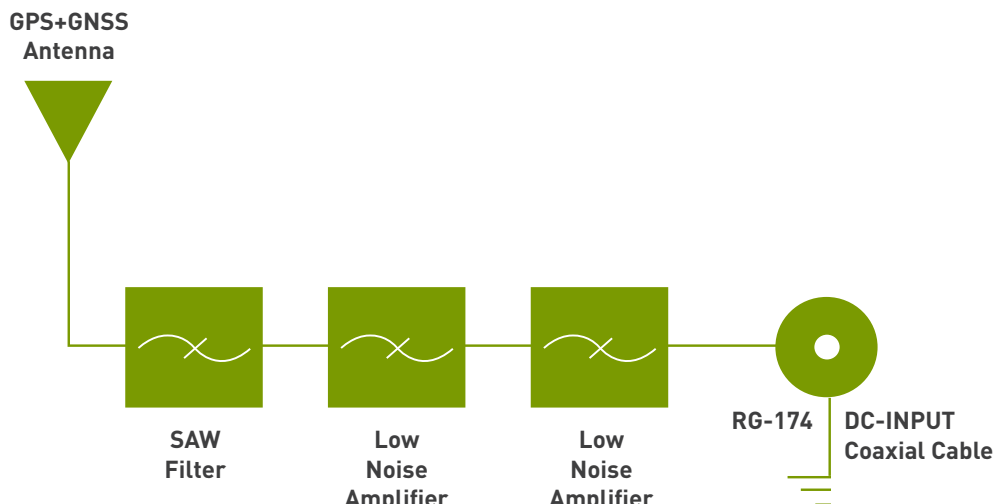 GPS+GNSS
Antenna
SAW
Filter
Low
Noise
Amplifier
Low
Noise
Amplifier
RG-174
DC-INPUT
Coaxial Cable